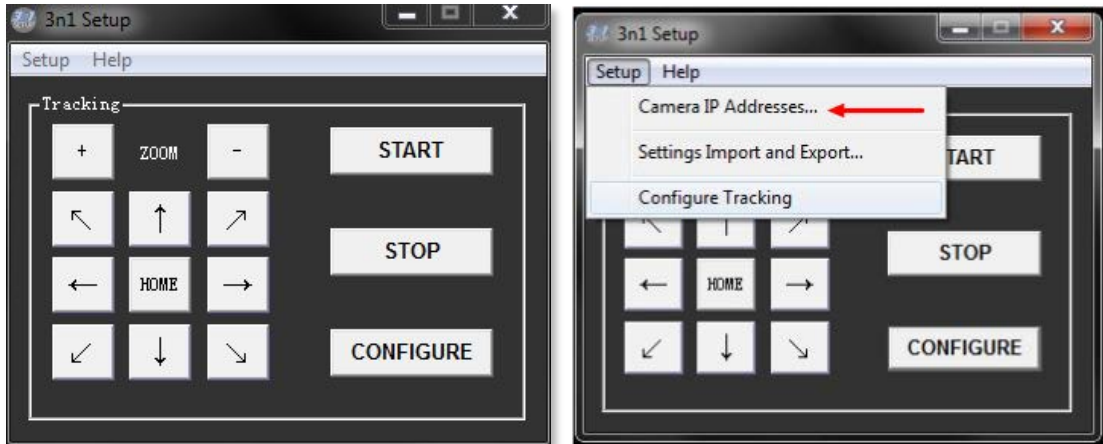 3n1 Setup
Setup Help
Tracking
+ ZOOM - START
STOP
HOME
CONFIGURE
3n1 Setup
Setup Help
Camera IP Addresses...
Settings Import and Export...
Configure Tracking
TART
STOP
HOME
CONFIGURE